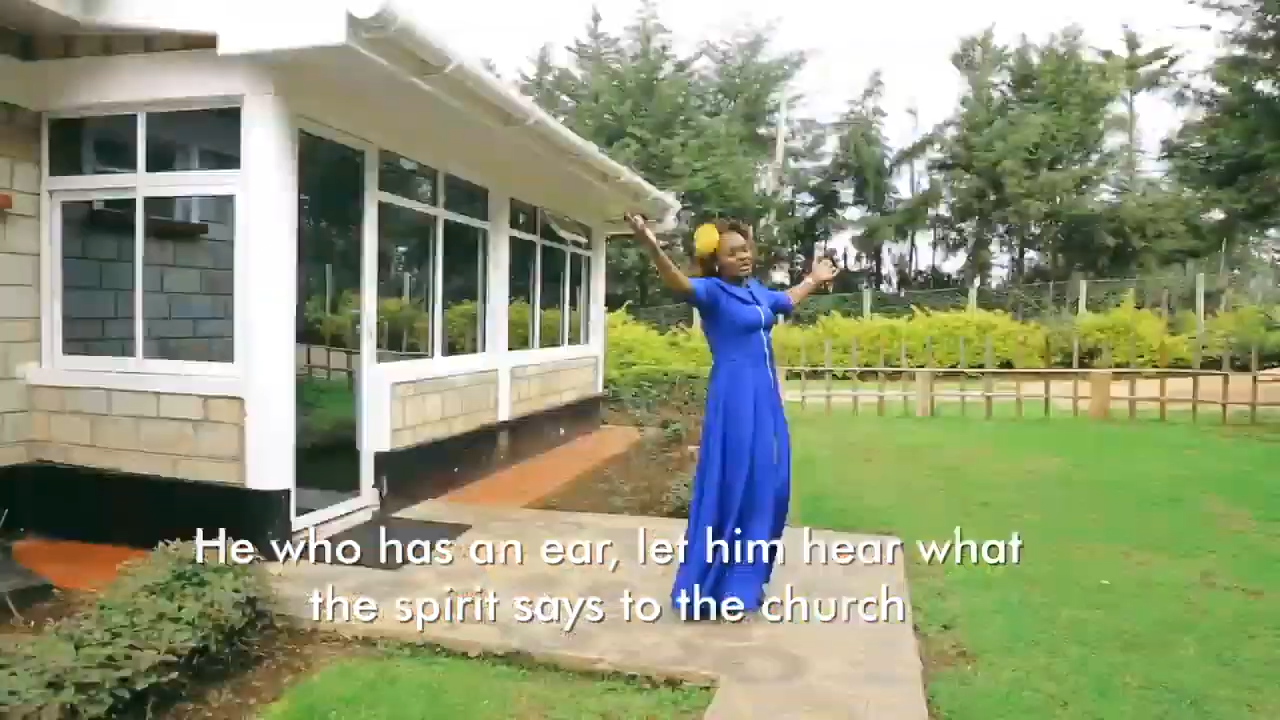 He who has an ear, let him hear what
the spirit says to the church